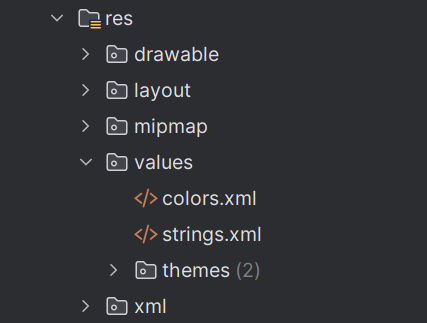 res
drawable
layout
mipmap
values
colors.xml
strings.xml
themes (2)
xml